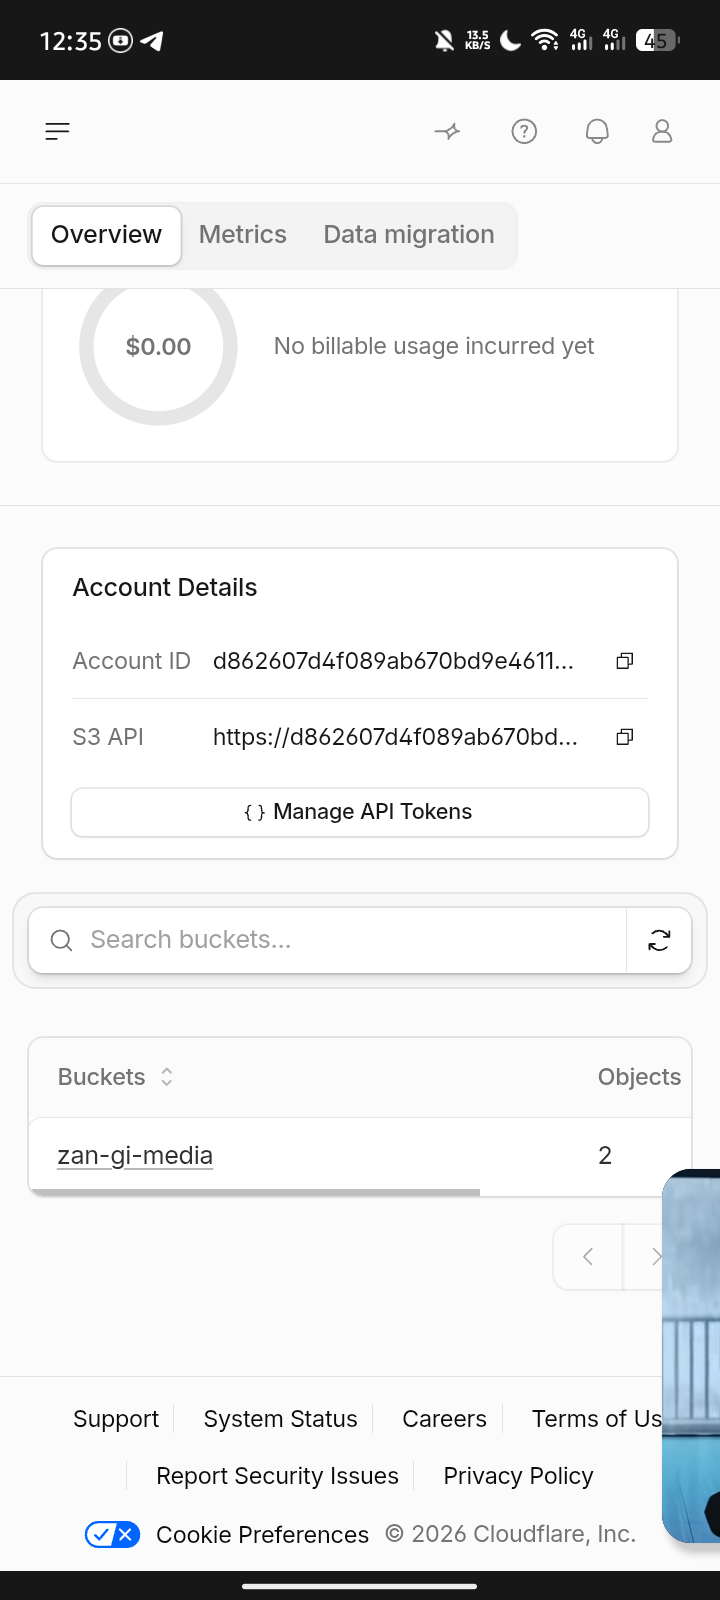 12:35
13.5 KB/S 4G 4G 45
Overview Metrics Data migration
$0.00 No billable usage incurred yet
Account Details
Account ID d862607d4f089ab670bd9e4611...
S3 API https://d862607d4f089ab670bd...
{ } Manage API Tokens
Search buckets...
Buckets Objects
zan-gi-media 2
Support System Status Careers Terms of Us
Report Security Issues Privacy Policy
Cookie Preferences © 2026 Cloudflare, Inc.